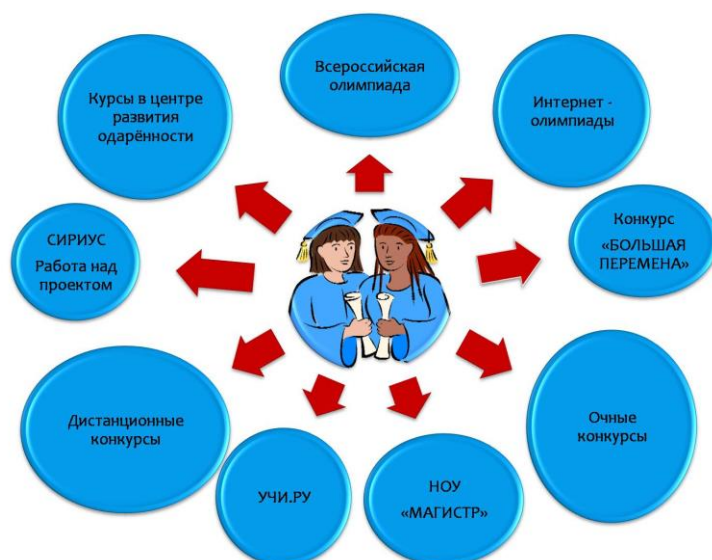 Всероссийская
олимпиада
Интернет -
олимпиады
Конкурс
«БОЛЬШАЯ
ПЕРЕМЕНА»
Очные
конкурсы
НОУ
«МАГИСТР»
УЧИ.РУ
Дистанционные
конкурсы
СИРИУС
Работа над
проектом
Курсы в центре
развития
одарённости